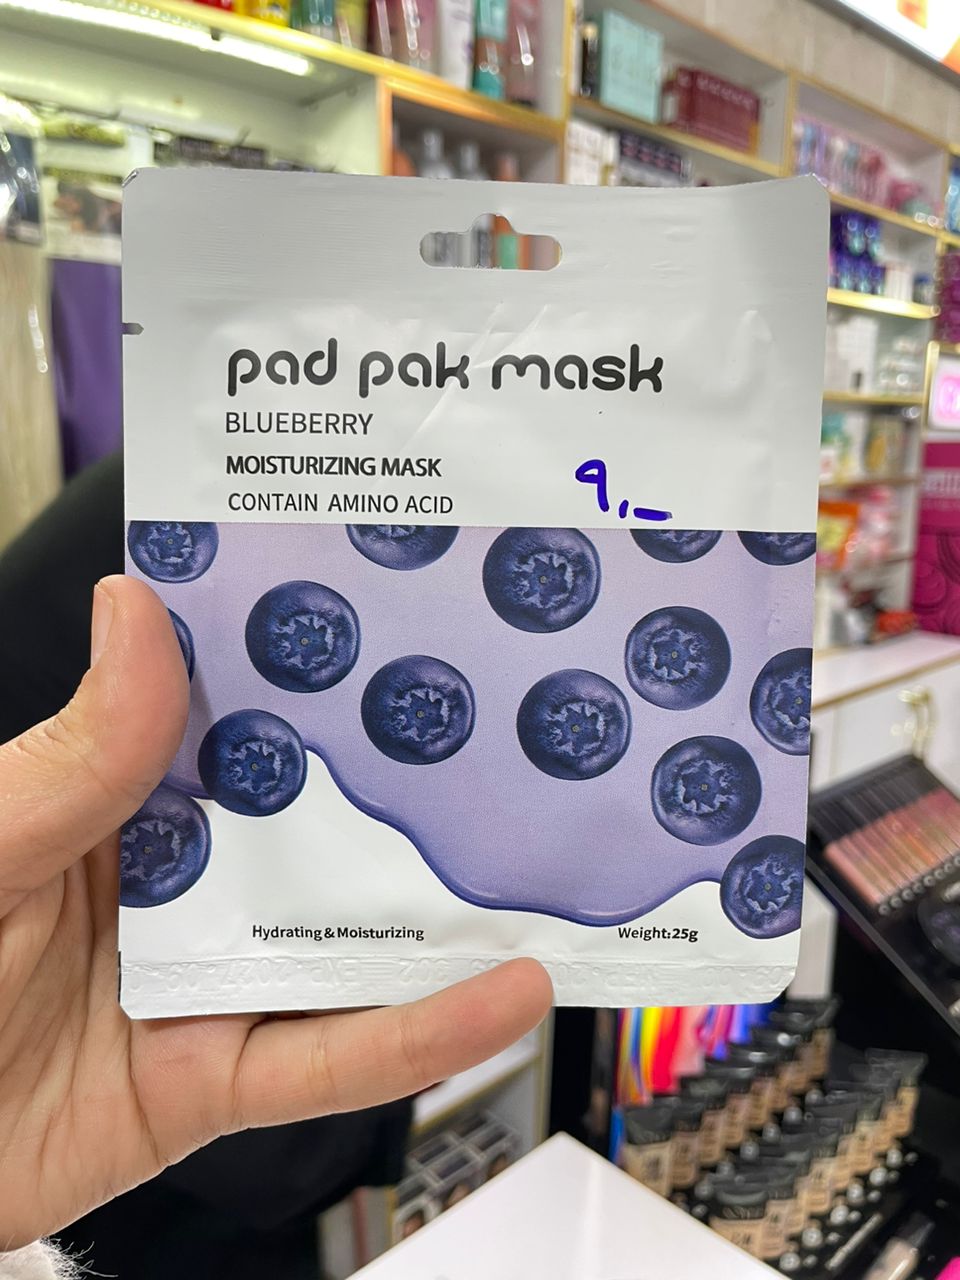 pad pak mask
BLUEBERRY
MOISTURIZING MASK
CONTAIN AMINO ACID
9,-
Hydrating & Moisturizing
Weight: 25g